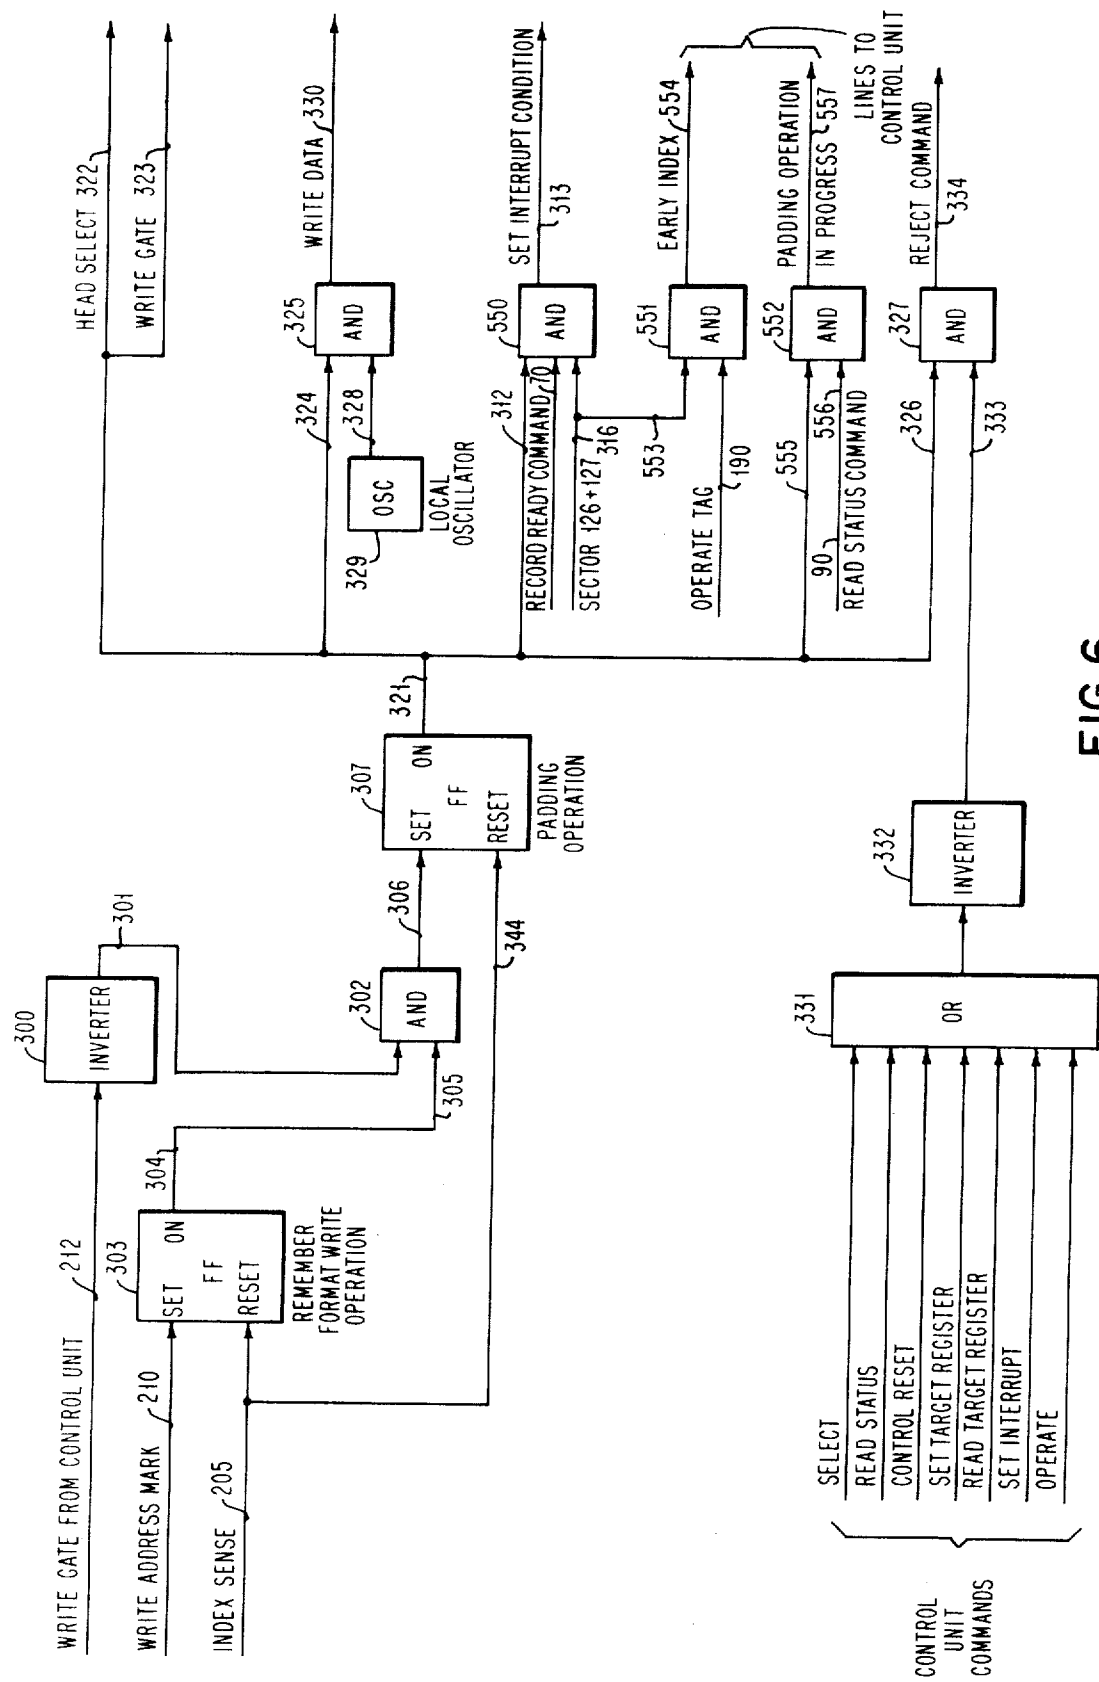 HEAD SELECT 322
WRITE GATE 323
WRITE DATA 330
325
AND
324
328
OSC
329
LOCAL
OSCILLATOR
SET INTERRUPT CONDITION
313
550
AND
312
RECORD READY COMMAND 70
SECTOR 126+127
316
EARLY INDEX 554
551
AND
553
OPERATE TAG
190
PADDING OPERATION
IN PROGRESS 557
552
AND
555
556
90
READ STATUS COMMAND
LINES TO
CONTROL UNIT
REJECT COMMAND
334
327
AND
326
333
321
307
SET
ON
FF
RESET
PADDING
OPERATION
306
344
302
AND
301
300
INVERTER
305
304
303
SET
ON
FF
RESET
REMEMBER
FORMAT WRITE
OPERATION
WRITE GATE FROM CONTROL UNIT
212
WRITE ADDRESS MARK
210
INDEX SENSE
205
332
INVERTER
331
OR
SELECT
READ STATUS
CONTROL RESET
SET TARGET REGISTER
READ TARGET REGISTER
SET INTERRUPT
OPERATE
CONTROL
UNIT
COMMANDS
FIG. 6